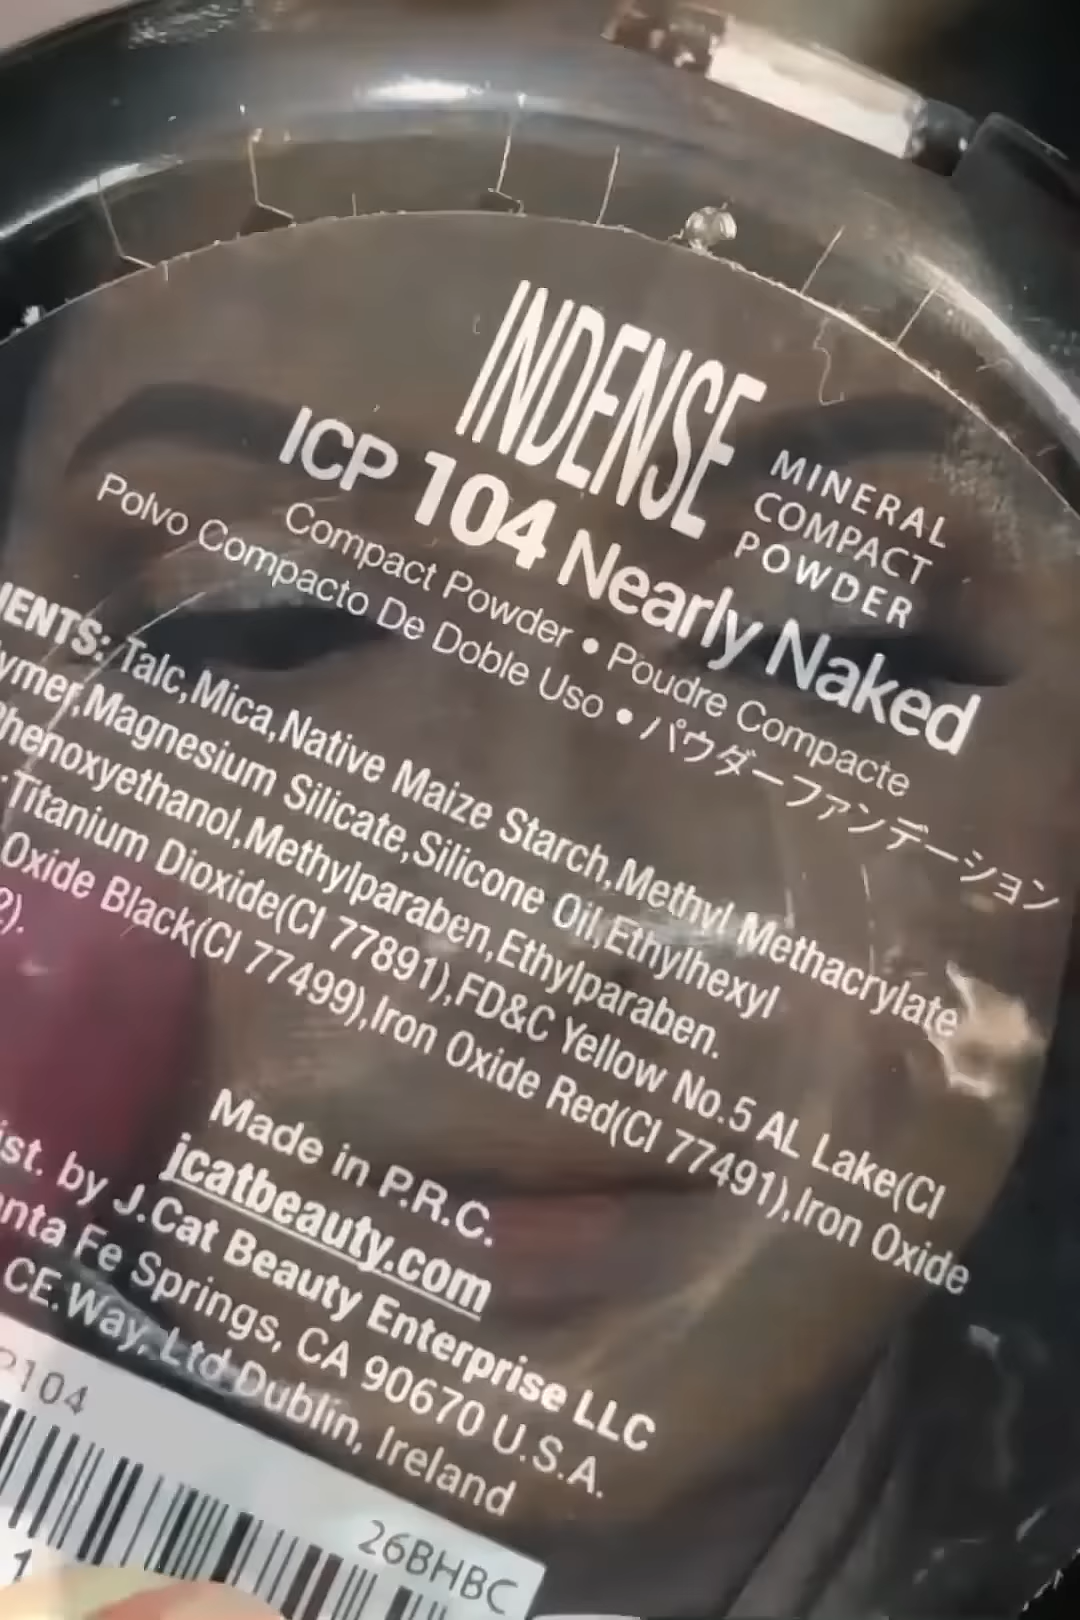 INDENSE
MINERAL
COMPACT
POWDER
ICP 104 Nearly Naked
Compact Powder • Poudre Compacte
Polvo Compacto De Doble Uso • パウダーファンデーション
IENTS: Talc,Mica,Native Maize Starch,Methyl Methacrylate
ymer,Magnesium Silicate,Silicone Oil,Ethylhexyl
Phenoxyethanol,Methylparaben,Ethylparaben.
:Titanium Dioxide(CI 77891),FD&C Yellow No.5 AL Lake(CI
Oxide Black(CI 77499),Iron Oxide Red(CI 77491),Iron Oxide
2).
Made in P.R.C.
jcatbeauty.com
ist. by J.Cat Beauty Enterprise LLC
anta Fe Springs, CA 90670 U.S.A.
CE.Way, Ltd Dublin, Ireland
P104
26BHBC
1